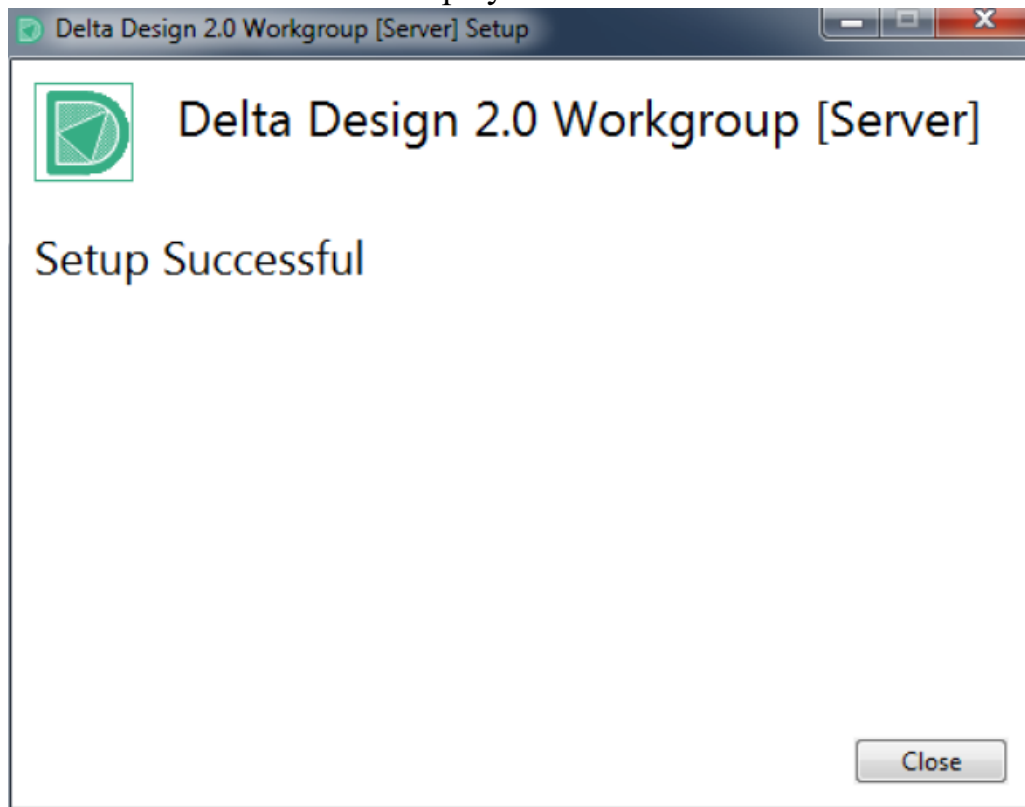 Delta Design 2.0 Workgroup [Server] Setup
Delta Design 2.0 Workgroup [Server]
Setup Successful
Close